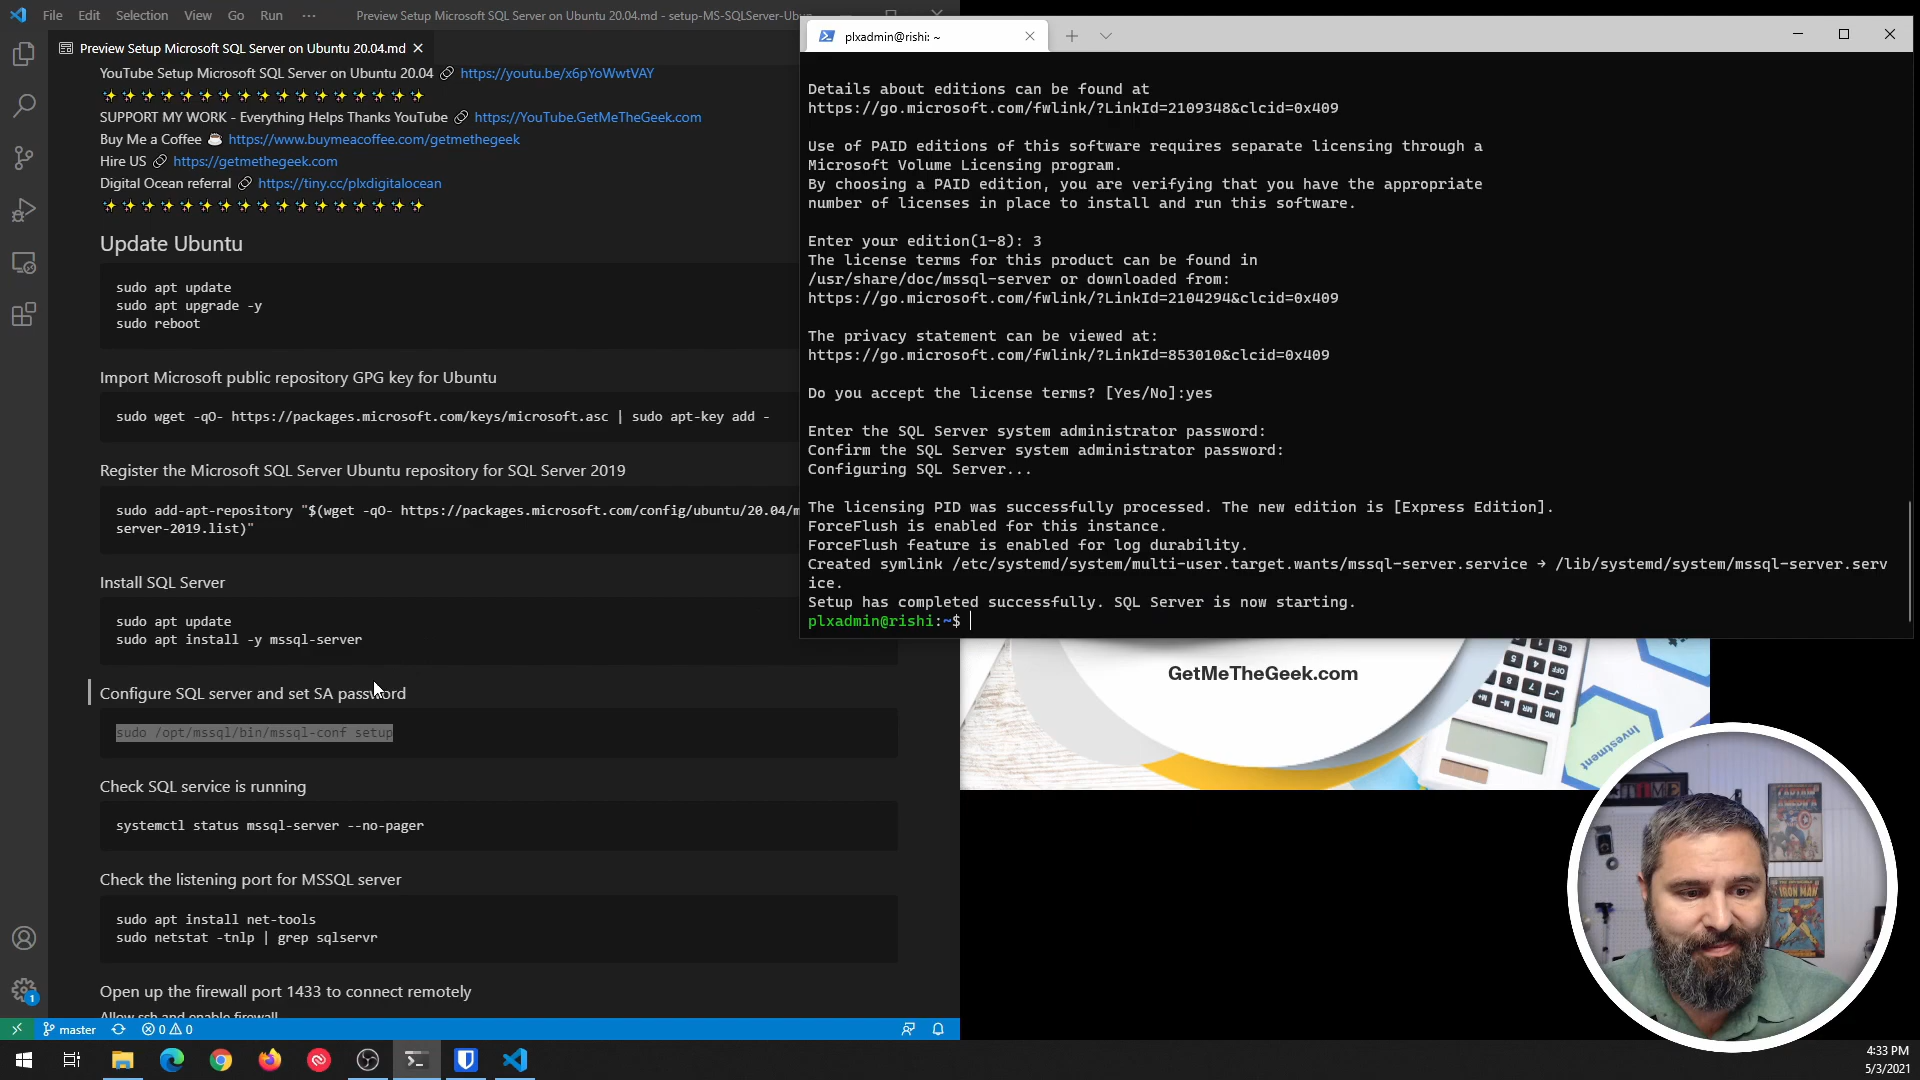 File Edit Selection View Go Run ··· Preview Setup Microsoft SQL Server on Ubuntu 20.04.md - setup-MS-SQLServer-Ub
Preview Setup Microsoft SQL Server on Ubuntu 20.04.md
YouTube Setup Microsoft SQL Server on Ubuntu 20.04 🔗 https://youtu.be/x6pYoWwtVAY
✨ ✨ ✨ ✨ ✨ ✨ ✨ ✨ ✨ ✨ ✨ ✨ ✨ ✨ ✨ ✨ ✨
SUPPORT MY WORK - Everything Helps Thanks YouTube 🔗 https://YouTube.GetMeTheGeek.com
Buy Me a Coffee ☕ https://www.buymeacoffee.com/getmethegeek
Hire US 🔗 https://getmethegeek.com
Digital Ocean referral 🔗 https://tiny.cc/plxdigitalocean
✨ ✨ ✨ ✨ ✨ ✨ ✨ ✨ ✨ ✨ ✨ ✨ ✨ ✨ ✨ ✨ ✨
Update Ubuntu
sudo apt update
sudo apt upgrade -y
sudo reboot
Import Microsoft public repository GPG key for Ubuntu
sudo wget -qO- https://packages.microsoft.com/keys/microsoft.asc | sudo apt-key add -
Register the Microsoft SQL Server Ubuntu repository for SQL Server 2019
sudo add-apt-repository "$(wget -qO- https://packages.microsoft.com/config/ubuntu/20.04/m
server-2019.list)"
Install SQL Server
sudo apt update
sudo apt install -y mssql-server
Configure SQL server and set SA password
sudo /opt/mssql/bin/mssql-conf setup
Check SQL service is running
systemctl status mssql-server --no-pager
Check the listening port for MSSQL server
sudo apt install net-tools
sudo netstat -tnlp | grep sqlservr
Open up the firewall port 1433 to connect remotely
Allow ssh and enable firewall
master 0 0
plxadmin@rishi: ~
Details about editions can be found at
https://go.microsoft.com/fwlink/?LinkId=2109348&clcid=0x409
Use of PAID editions of this software requires separate licensing through a
Microsoft Volume Licensing program.
By choosing a PAID edition, you are verifying that you have the appropriate
number of licenses in place to install and run this software.
Enter your edition(1-8): 3
The license terms for this product can be found in
/usr/share/doc/mssql-server or downloaded from:
https://go.microsoft.com/fwlink/?LinkId=2104294&clcid=0x409
The privacy statement can be viewed at:
https://go.microsoft.com/fwlink/?LinkId=853010&clcid=0x409
Do you accept the license terms? [Yes/No]:yes
Enter the SQL Server system administrator password:
Confirm the SQL Server system administrator password:
Configuring SQL Server...
The licensing PID was successfully processed. The new edition is [Express Edition].
ForceFlush is enabled for this instance.
ForceFlush feature is enabled for log durability.
Created symlink /etc/systemd/system/multi-user.target.wants/mssql-server.service → /lib/systemd/system/mssql-server.serv
ice.
Setup has completed successfully. SQL Server is now starting.
plxadmin@rishi:~$
GetMeTheGeek.com
Investment
CAPTAIN AMERICA
IRON MAN
1
4:33 PM
5/3/2021